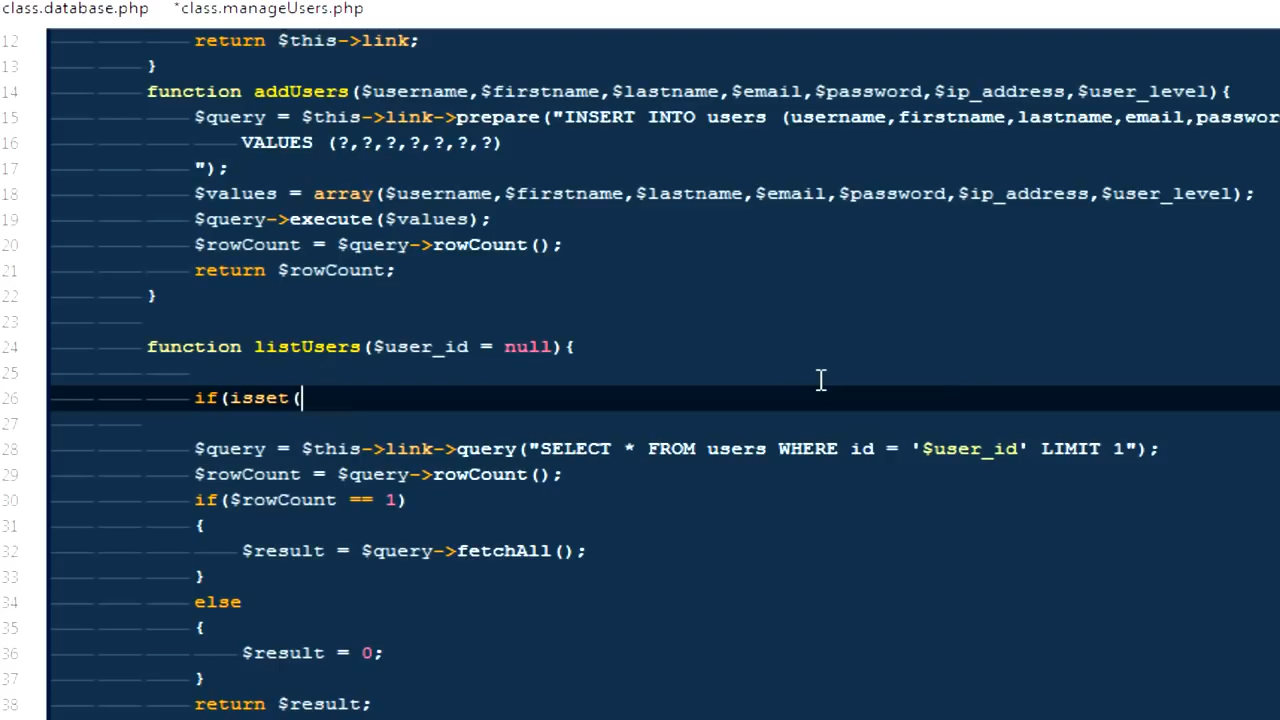 class.database.php *class.manageUsers.php
12 return $this->link;
13 }
14 function addUsers($username,$firstname,$lastname,$email,$password,$ip_address,$user_level){
15 $query = $this->link->prepare("INSERT INTO users (username,firstname,lastname,email,passwor
16 VALUES (?,?,?,?,?,?,?)
17 ");
18 $values = array($username,$firstname,$lastname,$email,$password,$ip_address,$user_level);
19 $query->execute($values);
20 $rowCount = $query->rowCount();
21 return $rowCount;
22 }
23
24 function listUsers($user_id = null){
25
26 if(isset(
27
28 $query = $this->link->query("SELECT * FROM users WHERE id = '$user_id' LIMIT 1");
29 $rowCount = $query->rowCount();
30 if($rowCount == 1)
31 {
32 $result = $query->fetchAll();
33 }
34 else
35 {
36 $result = 0;
37 }
38 return $result;